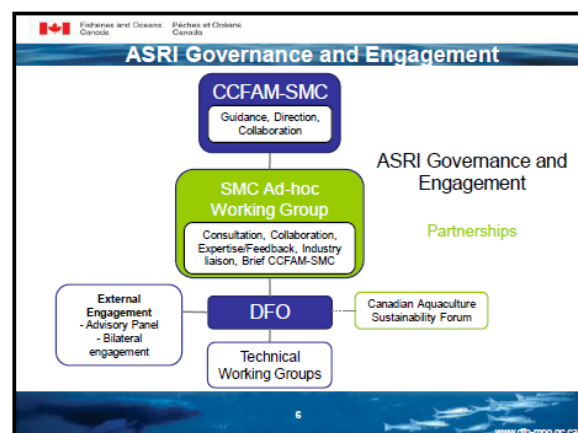 Fisheries and Oceans
Canada
Pêches et Océans
Canada
ASRI Governance and Engagement
CCFAM-SMC
Guidance, Direction,
Collaboration
ASRI Governance and
Engagement
Partnerships
SMC Ad-hoc
Working Group
Consultation, Collaboration,
Expertise/Feedback, Industry
liaison, Brief CCFAM-SMC
External
Engagement
- Advisory Panel
- Bilateral
engagement
DFO
Canadian Aquaculture
Sustainability Forum
Technical
Working Groups
6
www.dfo-mpo.gc.ca